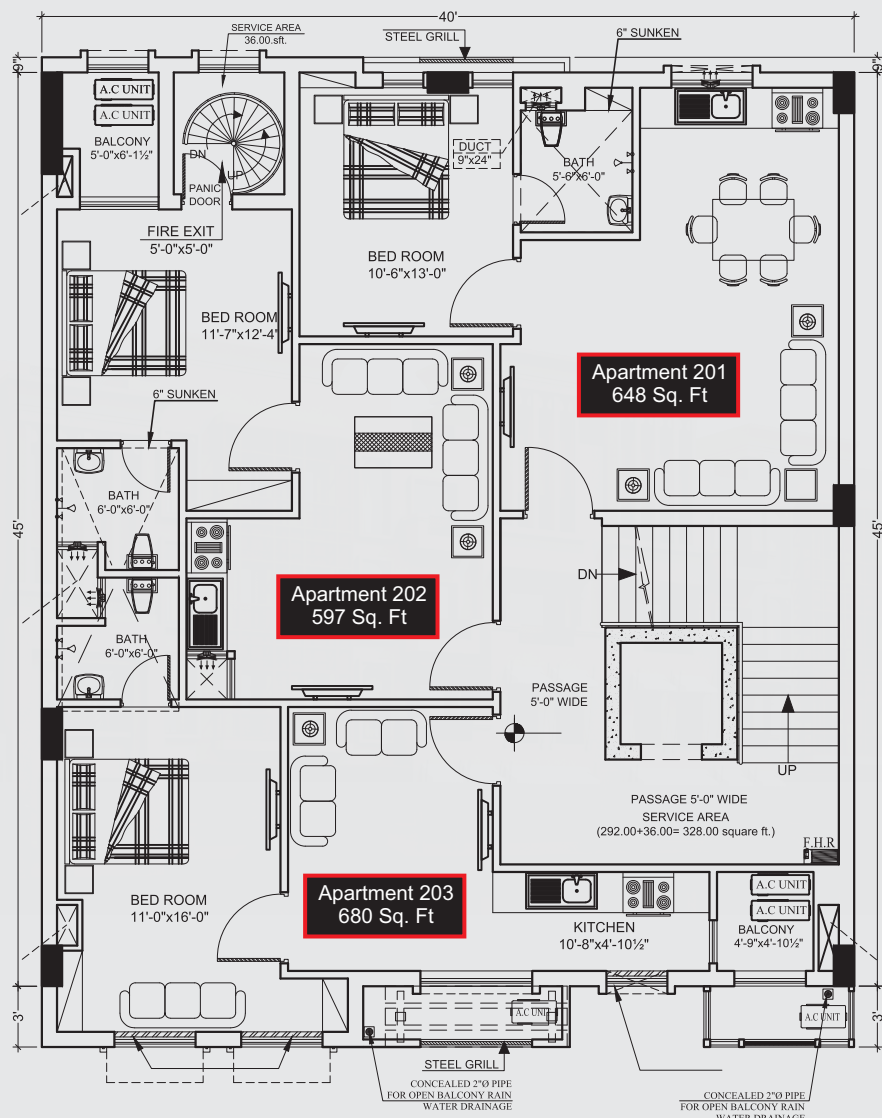 40'
SERVICE AREA
36.00.sft.
STEEL GRILL
6" SUNKEN
9"
9"
A.C UNIT
A.C UNIT
BALCONY
5'-0"x6'-1½"
DN
UP
PANIC
DOOR
FIRE EXIT
5'-0"x5'-0"
DUCT
9"x24"
BATH
5'-6"x6'-0"
BED ROOM
10'-6"x13'-0"
BED ROOM
11'-7"x12'-4"
6" SUNKEN
Apartment 201
648 Sq. Ft
BATH
6'-0"x6'-0"
45'
45'
DN
Apartment 202
597 Sq. Ft
BATH
6'-0"x6'-0"
PASSAGE
5'-0" WIDE
UP
PASSAGE 5'-0" WIDE
SERVICE AREA
(292.00+36.00= 328.00 square ft.)
F.H.R
Apartment 203
680 Sq. Ft
BED ROOM
11'-0"x16'-0"
KITCHEN
10'-8"x4'-10½"
A.C UNIT
A.C UNIT
BALCONY
4'-9"x4'-10½"
3'
3'
A.C UNIT
A.C UNIT
STEEL GRILL
CONCEALED 2"Ø PIPE
FOR OPEN BALCONY RAIN
WATER DRAINAGE
CONCEALED 2"Ø PIPE
FOR OPEN BALCONY RAIN
WATER DRAINAGE